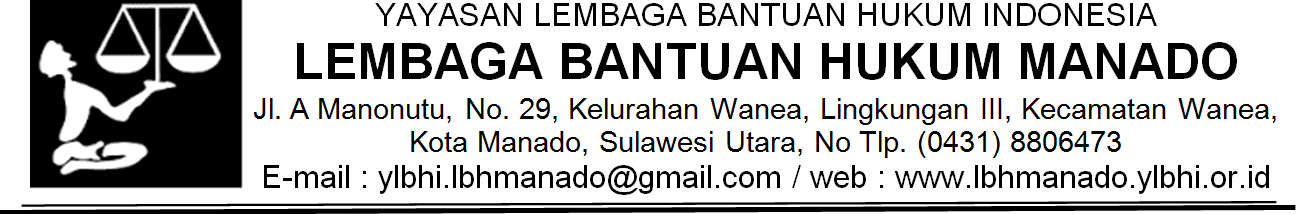 YAYASAN LEMBAGA BANTUAN HUKUM INDONESIA
LEMBAGA BANTUAN HUKUM MANADO
Jl. A Manonutu, No. 29, Kelurahan Wanea, Lingkungan III, Kecamatan Wanea,
Kota Manado, Sulawesi Utara, No Tlp. (0431) 8806473
E-mail : ylbhi.lbhmanado@gmail.com / web : www.lbhmanado.ylbhi.or.id